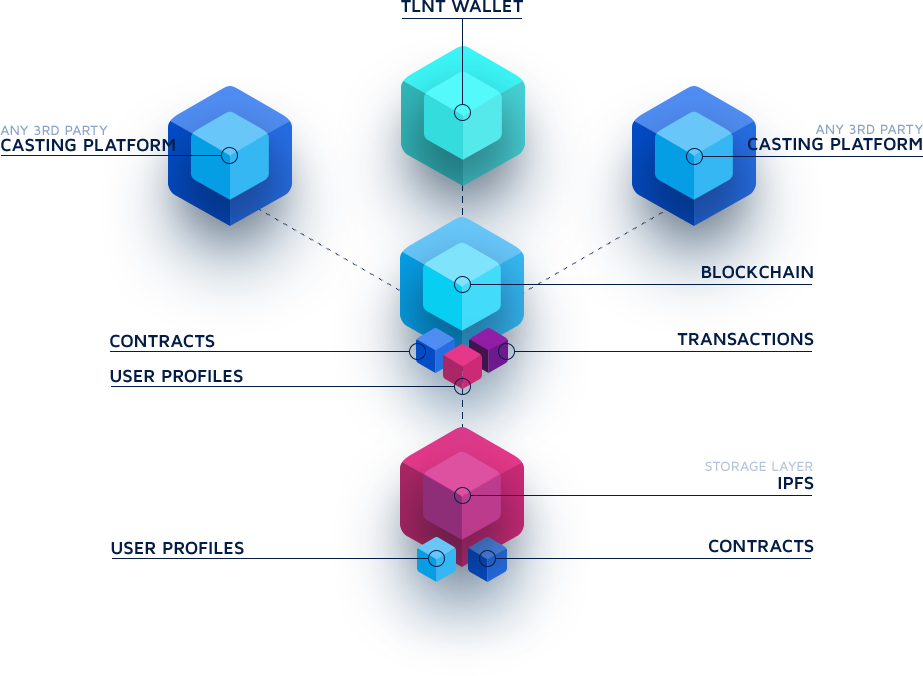 TLNT WALLET
ANY 3RD PARTY
CASTING PLATFORM
ANY 3RD PARTY
CASTING PLATFORM
BLOCKCHAIN
CONTRACTS
TRANSACTIONS
USER PROFILES
STORAGE LAYER
IPFS
USER PROFILES
CONTRACTS